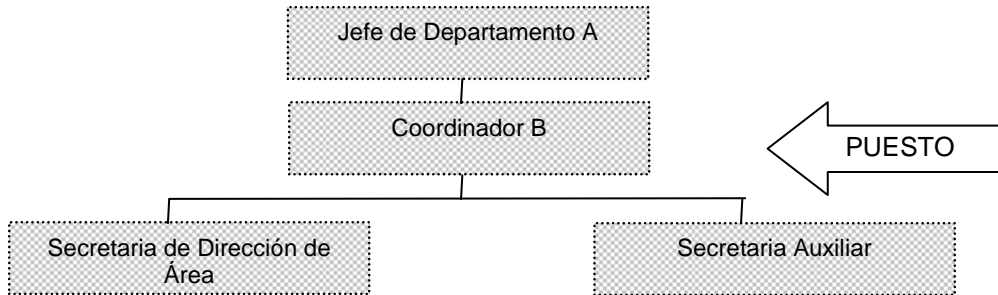 Jefe de Departamento A
Coordinador B
PUESTO
Secretaria de Dirección de
Área
Secretaria Auxiliar